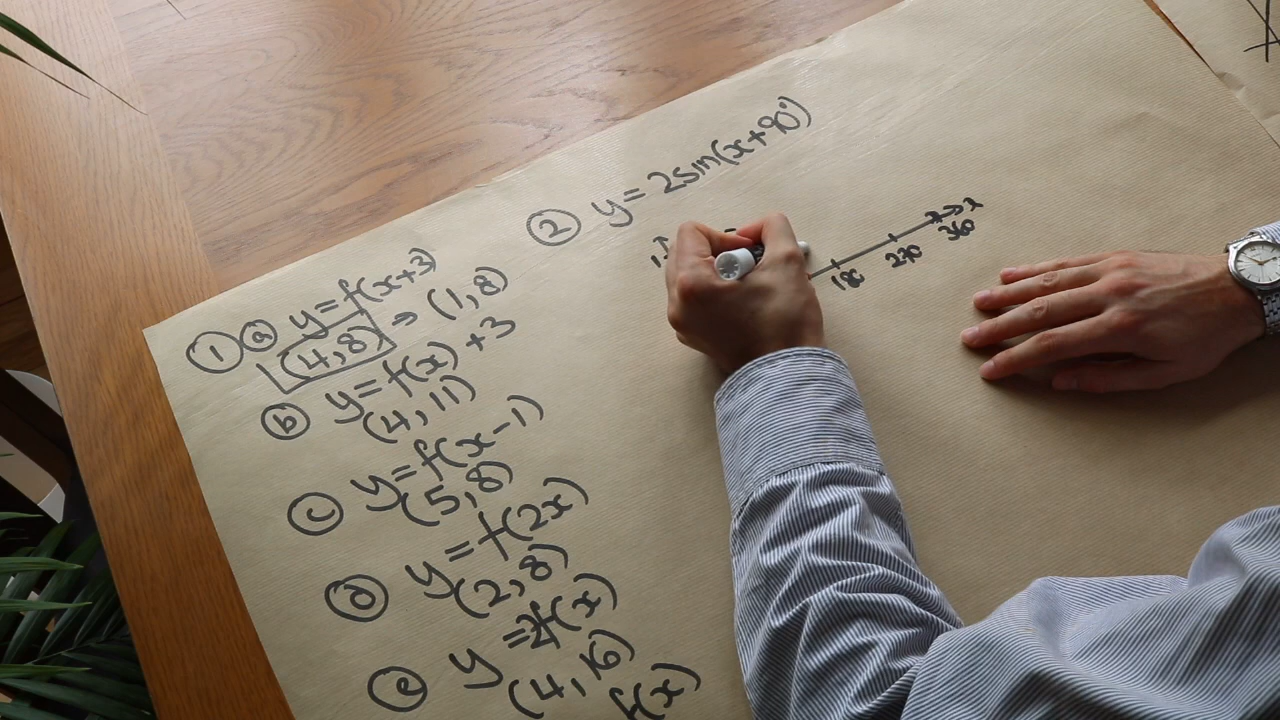 ① ⓐ y=f(x+3)
(4,8) → (1,8)
ⓑ y=f(x)+3
(4,11)
ⓒ y=f(x-1)
(5,8)
ⓓ y=f(2x)
(2,8)
ⓔ y=2f(x)
(4,16)
f(x)
② y=2sin(x+90°)
180 270 360 x